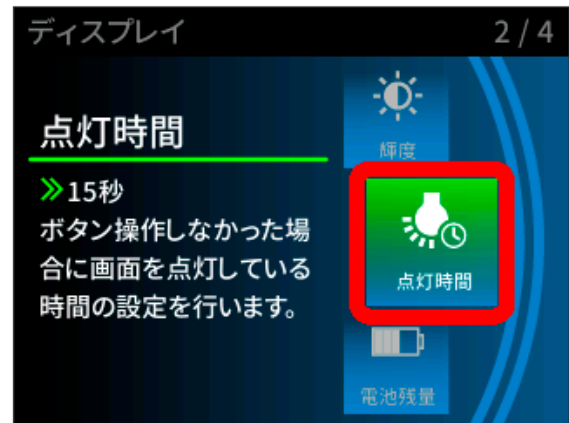 ディスプレイ 2/4
点灯時間
≫15秒
ボタン操作しなかった場
合に画面を点灯している
時間の設定を行います。
輝度
点灯時間
電池残量